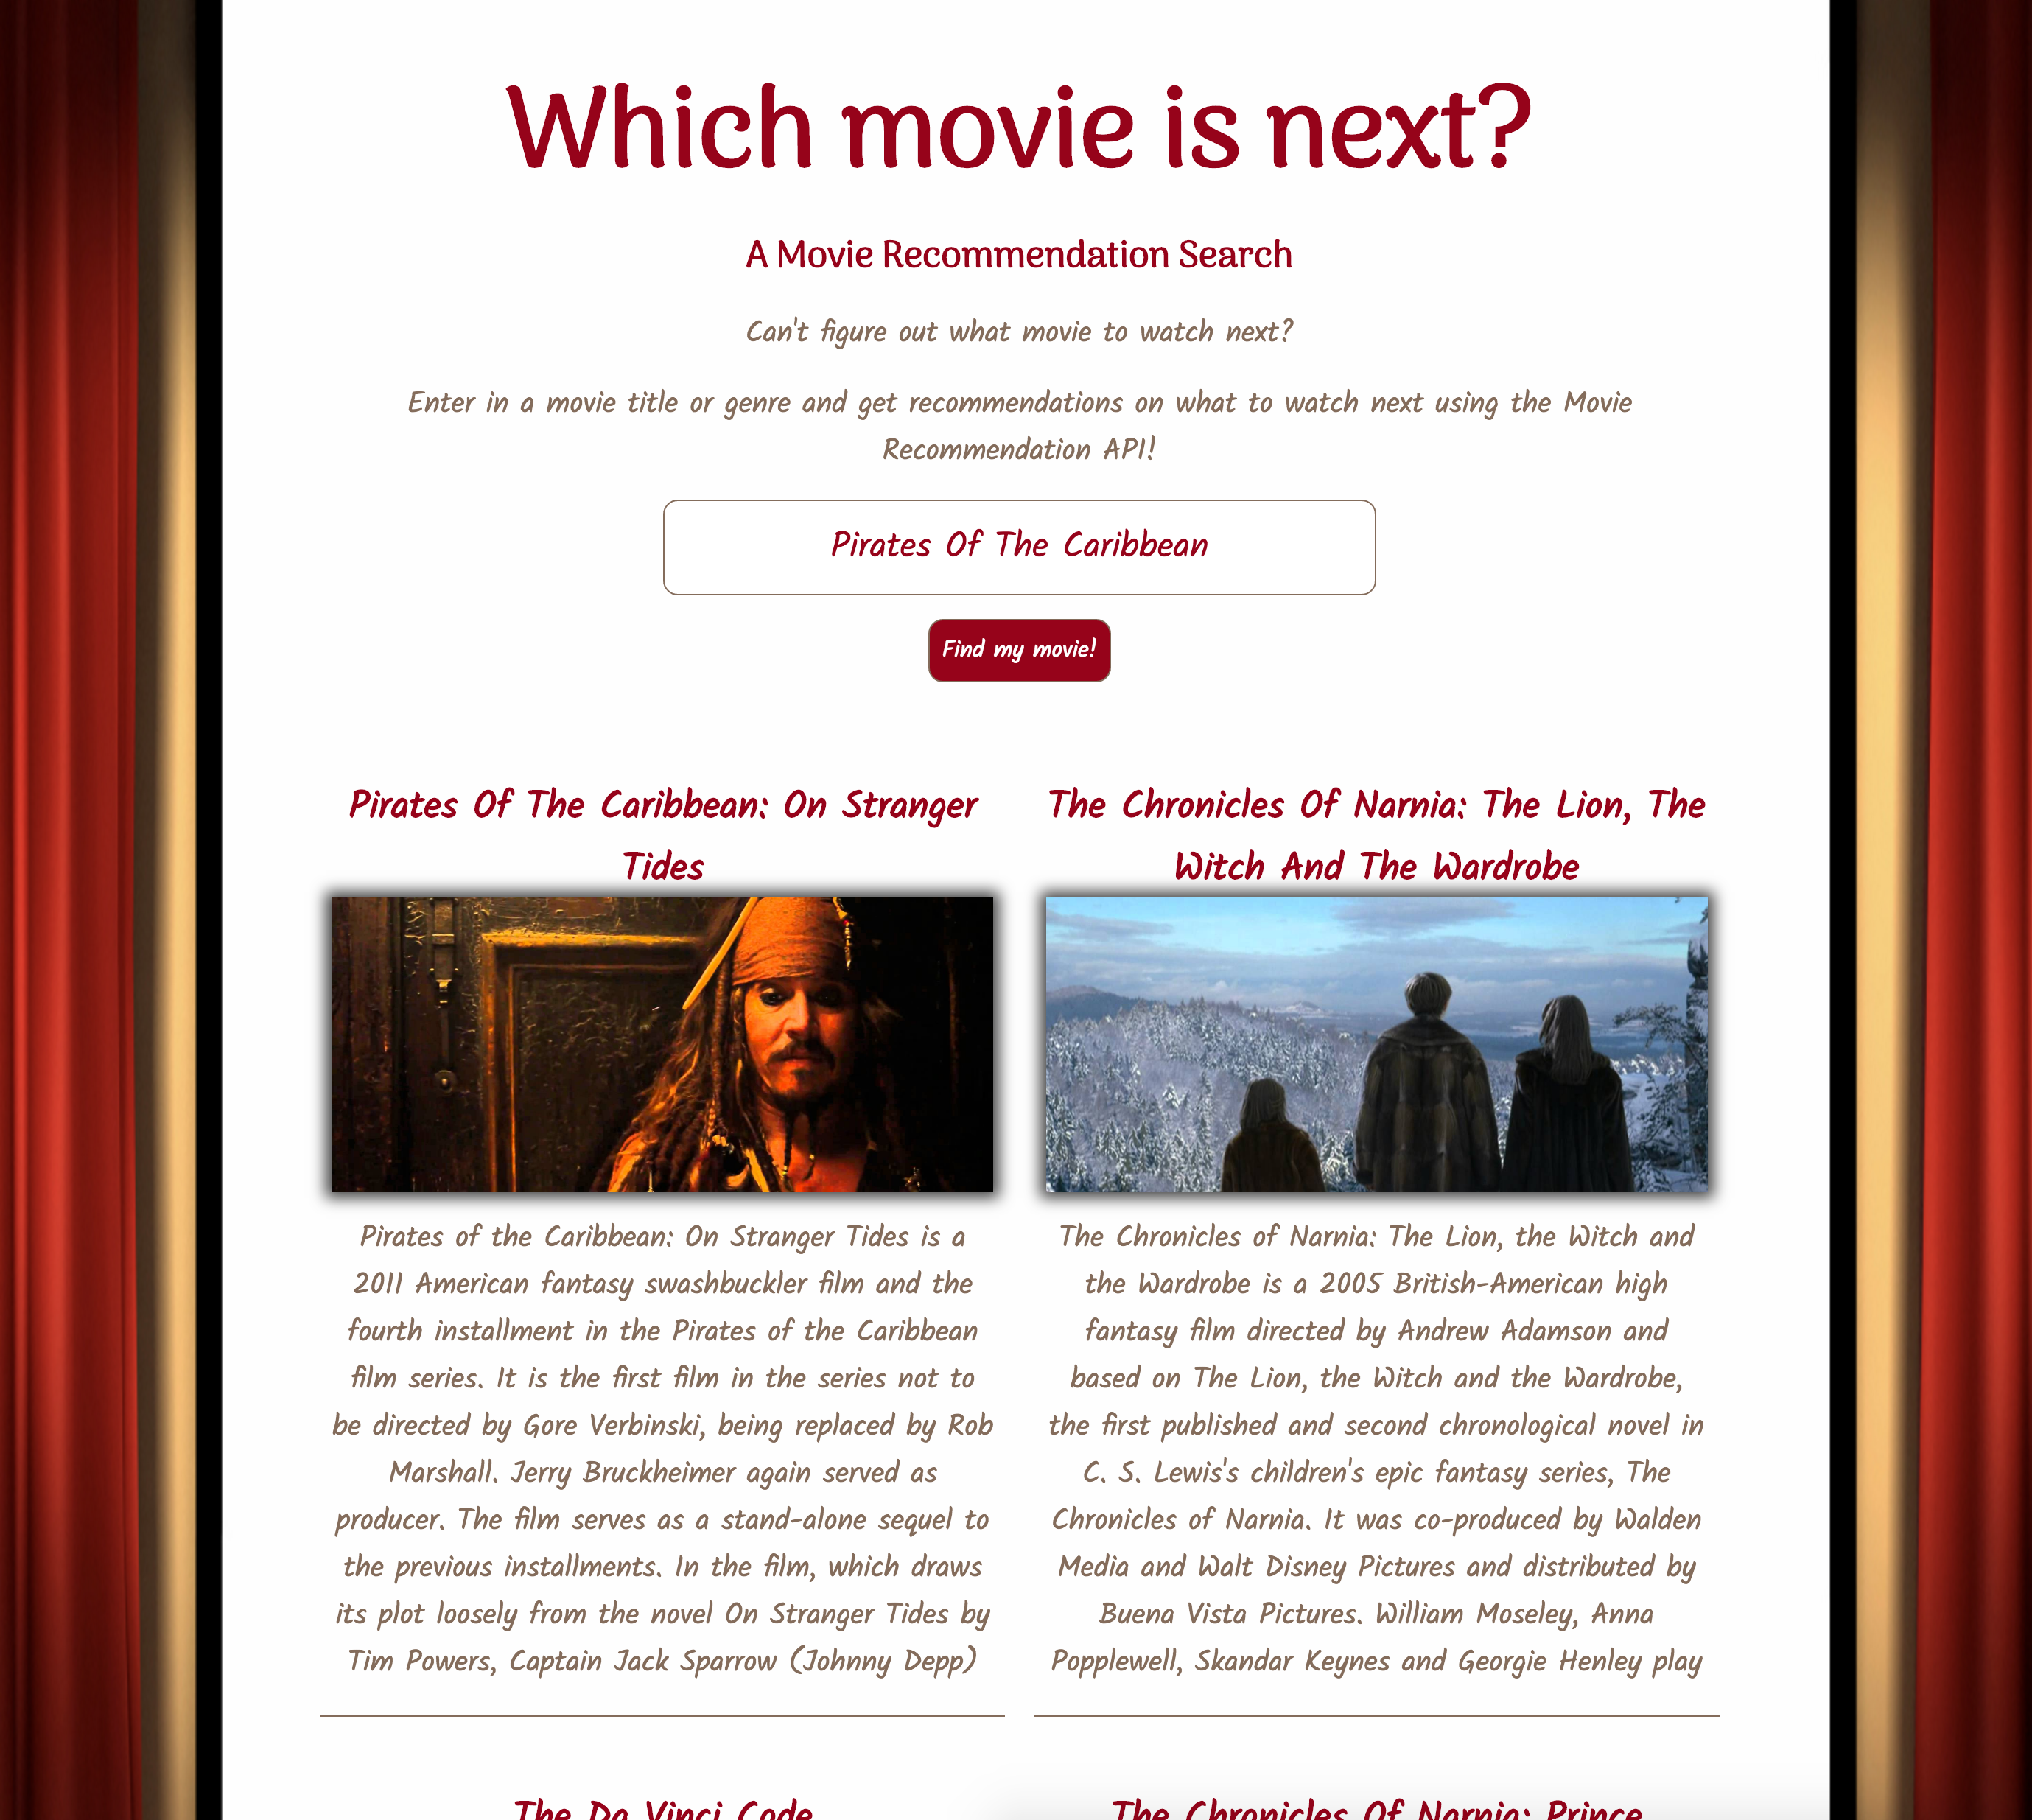 Which movie is next?
A Movie Recommendation Search
Can't figure out what movie to watch next?
Enter in a movie title or genre and get recommendations on what to watch next using the Movie
Recommendation API!
Pirates Of The Caribbean
Find my movie!
Pirates Of The Caribbean: On Stranger
Tides
Pirates of the Caribbean: On Stranger Tides is a
2011 American fantasy swashbuckler film and the
fourth installment in the Pirates of the Caribbean
film series. It is the first film in the series not to
be directed by Gore Verbinski, being replaced by Rob
Marshall. Jerry Bruckheimer again served as
producer. The film serves as a stand-alone sequel to
the previous installments. In the film, which draws
its plot loosely from the novel On Stranger Tides by
Tim Powers, Captain Jack Sparrow (Johnny Depp)
The Chronicles Of Narnia: The Lion, The
Witch And The Wardrobe
The Chronicles of Narnia: The Lion, the Witch and
the Wardrobe is a 2005 British-American high
fantasy film directed by Andrew Adamson and
based on The Lion, the Witch and the Wardrobe,
the first published and second chronological novel in
C. S. Lewis's children's epic fantasy series, The
Chronicles of Narnia. It was co-produced by Walden
Media and Walt Disney Pictures and distributed by
Buena Vista Pictures. William Moseley, Anna
Popplewell, Skandar Keynes and Georgie Henley play
The Da Vinci Code
The Chronicles Of Narnia: Prince